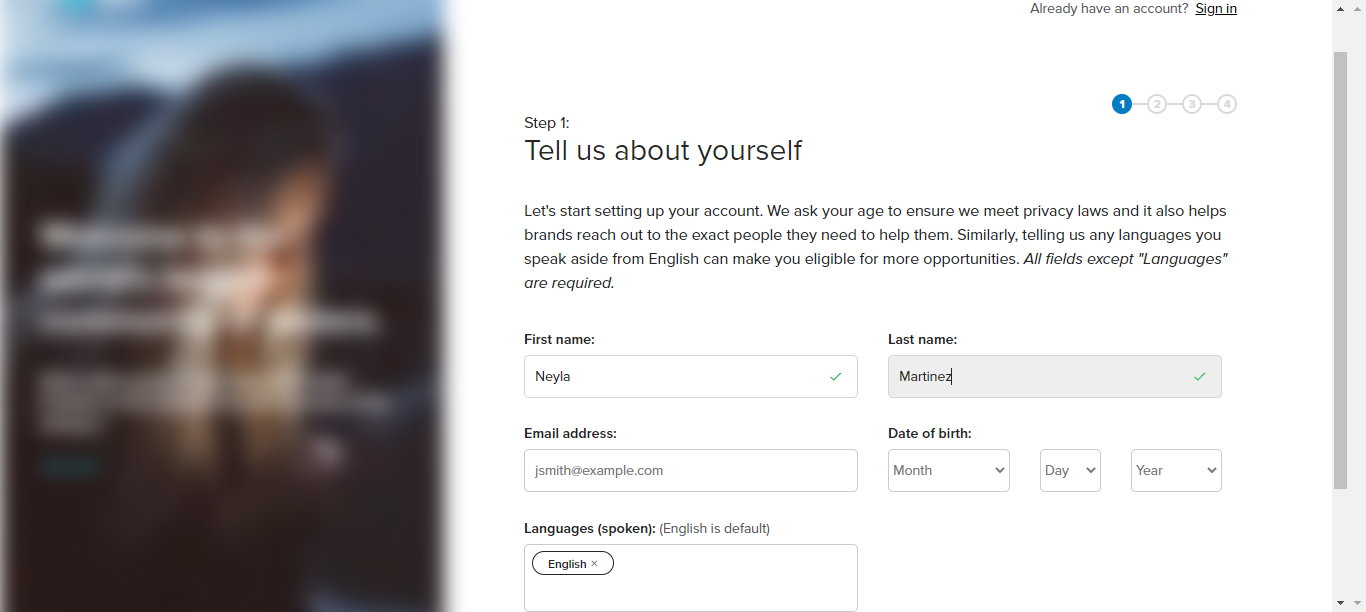 Already have an account? Sign in
1 2 3 4
Step 1:
Tell us about yourself
Let's start setting up your account. We ask your age to ensure we meet privacy laws and it also helps
brands reach out to the exact people they need to help them. Similarly, telling us any languages you
speak aside from English can make you eligible for more opportunities. All fields except "Languages"
are required.
First name: Last name:
Neyla Martinez
Email address: Date of birth:
jsmith@example.com Month Day Year
Languages (spoken): (English is default)
English ×